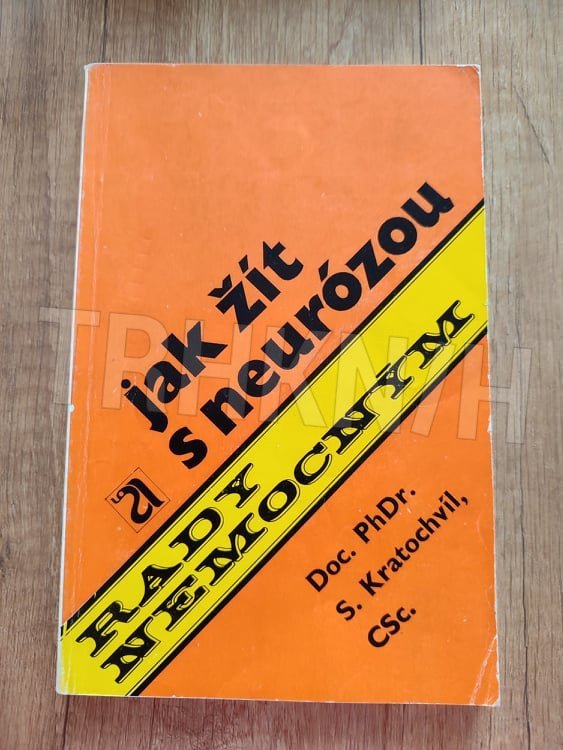 jak žít
s neurózou
RADY
NEMOCNÝM
Doc. PhDr.
S. Kratochvíl,
CSc.
TRHKNIH